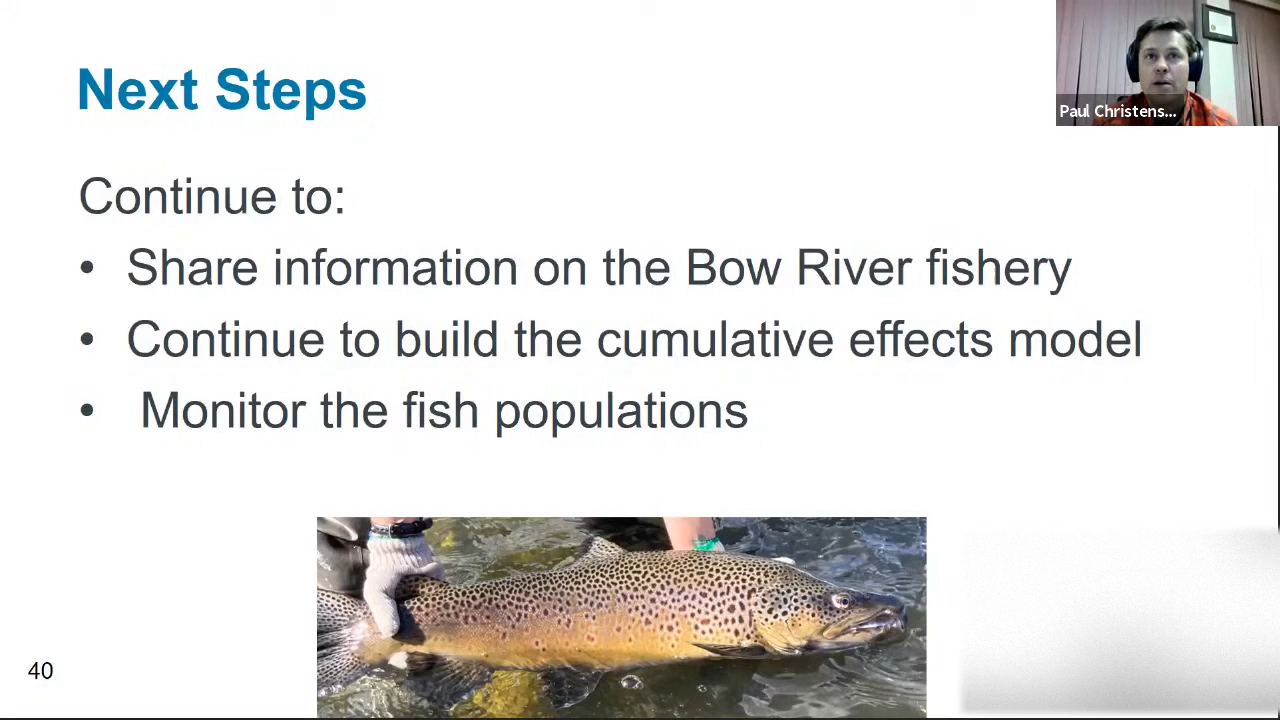 Next Steps
Paul Christens...
Continue to:
• Share information on the Bow River fishery
• Continue to build the cumulative effects model
• Monitor the fish populations
40